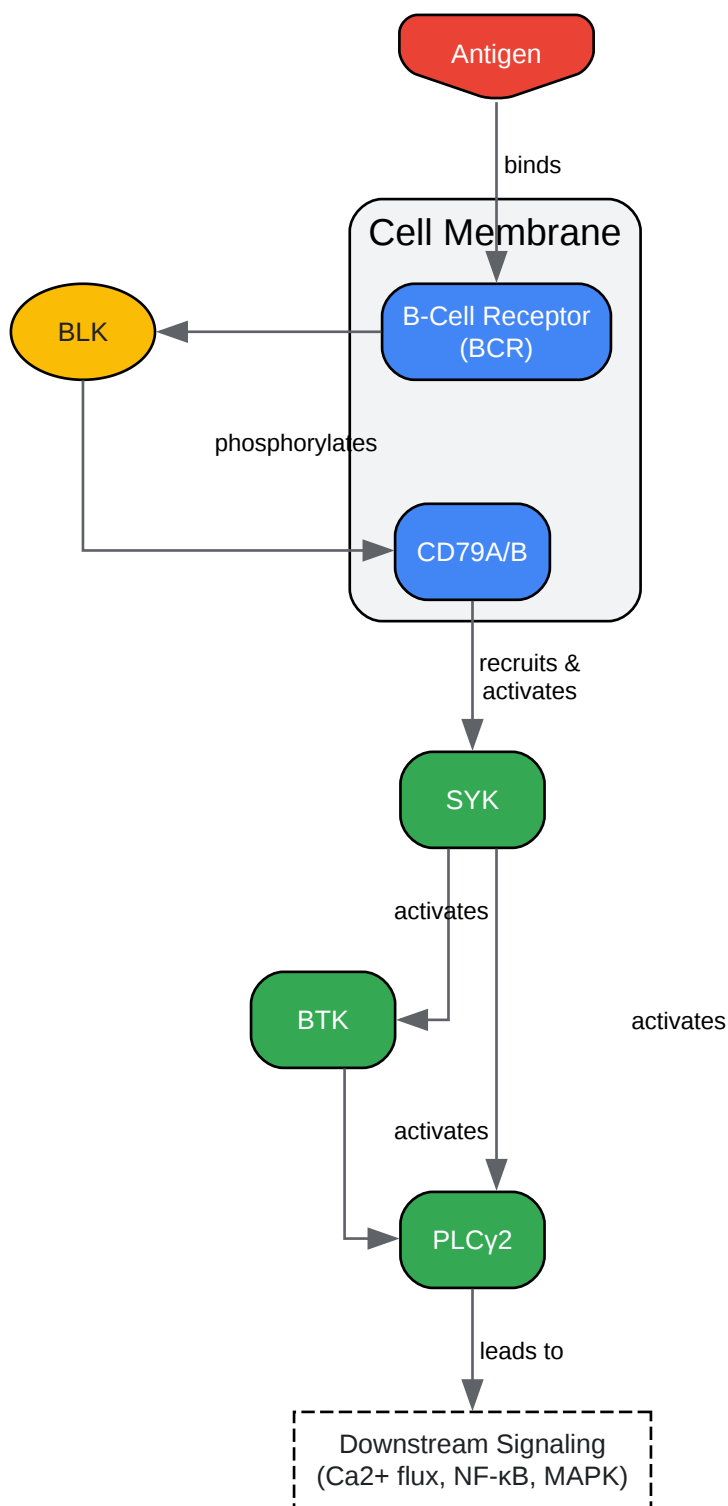 Antigen
binds
Cell Membrane
B-Cell Receptor
(BCR)
BLK
phosphorylates
CD79A/B
recruits &
activates
SYK
activates
BTK
activates
activates
PLCγ2
leads to
Downstream Signaling
(Ca2+ flux, NF-κB, MAPK)